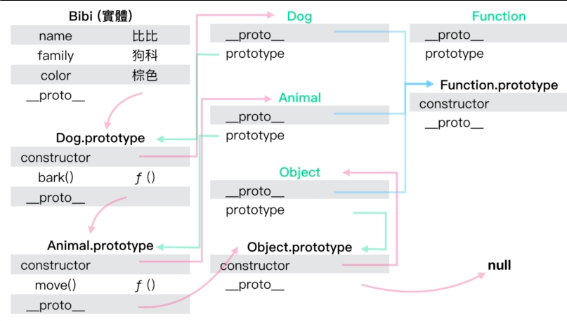 Bibi (實體)
name 比比
family 狗科
color 棕色
__proto__
Dog.prototype
constructor
bark() ƒ ()
__proto__
Animal.prototype
constructor
move() ƒ ()
__proto__
Dog
__proto__
prototype
Animal
__proto__
prototype
Object
__proto__
prototype
Object.prototype
constructor
__proto__
Function
__proto__
prototype
Function.prototype
constructor
__proto__
null